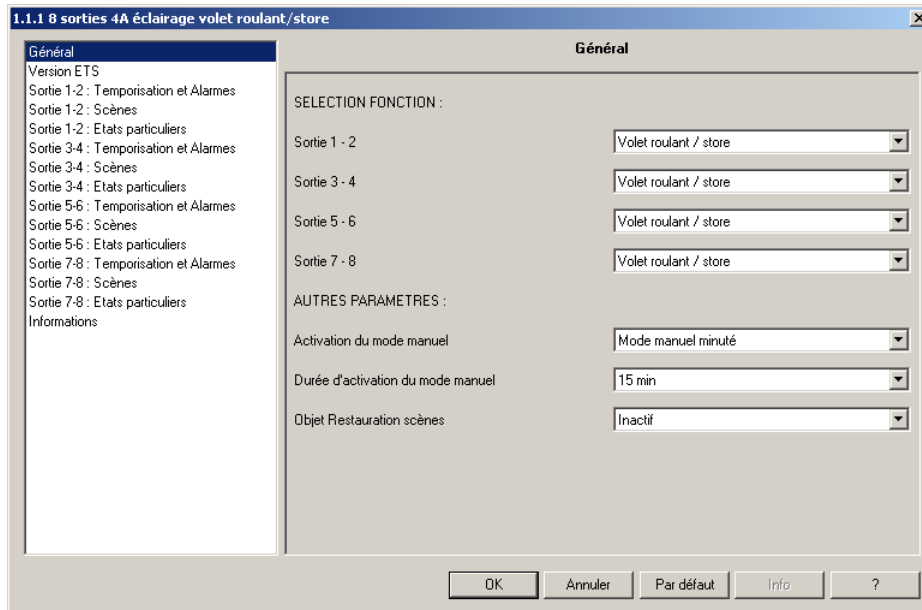 1.1.1 8 sorties 4A éclairage volet roulant/store
Général
Version ETS
Sortie 1-2 : Temporisation et Alarmes
Sortie 1-2 : Scènes
Sortie 1-2 : Etats particuliers
Sortie 3-4 : Temporisation et Alarmes
Sortie 3-4 : Scènes
Sortie 3-4 : Etats particuliers
Sortie 5-6 : Temporisation et Alarmes
Sortie 5-6 : Scènes
Sortie 5-6 : Etats particuliers
Sortie 7-8 : Temporisation et Alarmes
Sortie 7-8 : Scènes
Sortie 7-8 : Etats particuliers
Informations
Général
SELECTION FONCTION :
Sortie 1 - 2 Volet roulant / store
Sortie 3 - 4 Volet roulant / store
Sortie 5 - 6 Volet roulant / store
Sortie 7 - 8 Volet roulant / store
AUTRES PARAMETRES :
Activation du mode manuel Mode manuel minuté
Durée d'activation du mode manuel 15 min
Objet Restauration scènes Inactif
OK Annuler Par défaut Info ?